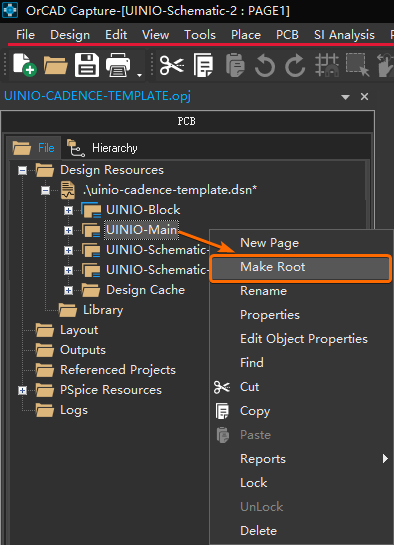 OrCAD Capture-[UINIO-Schematic-2 : PAGE1]
File Design Edit View Tools Place PCB SI Analysis
UINIO-CADENCE-TEMPLATE.opj
PCB
File Hierarchy
Design Resources
.\uinio-cadence-template.dsn*
UINIO-Block
UINIO-Main
UINIO-Schematic-
UINIO-Schematic-
Design Cache
Library
Layout
Outputs
Referenced Projects
PSpice Resources
Logs
New Page
Make Root
Rename
Properties
Edit Object Properties
Find
Cut
Copy
Paste
Reports
Lock
UnLock
Delete